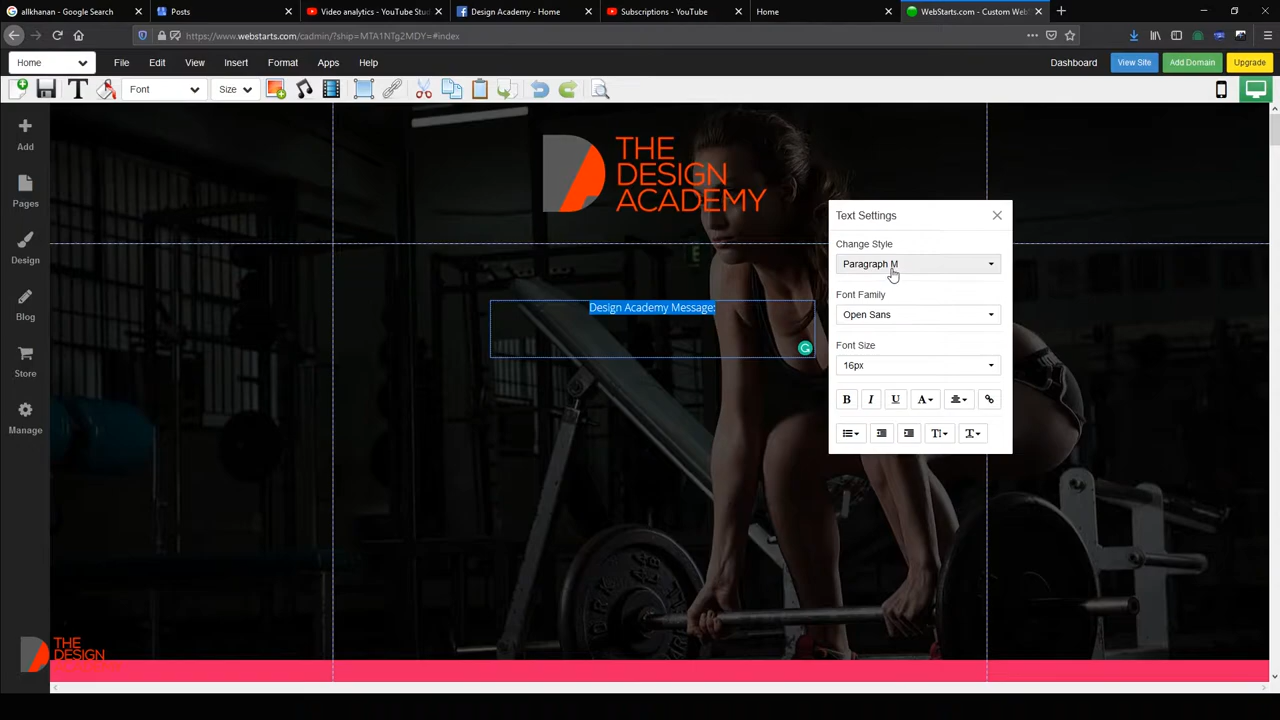 allkhanan - Google Search
Posts
Video analytics - YouTube Stud
Design Academy - Home
Subscriptions - YouTube
Home
WebStarts.com - Custom Web
https://www.webstarts.com/cadmin/?ship=MTA1NTg2MDY=#index
Home
File
Edit
View
Insert
Format
Apps
Help
Dashboard
View Site
Add Domain
Upgrade
Font
Size
Add
Pages
Design
Blog
Store
Manage
THE
DESIGN
ACADEMY
Design Academy Message:
Text Settings
Change Style
Paragraph M
Font Family
Open Sans
Font Size
16px
B I U A
T T
THE
DESIGN
ACADEMY